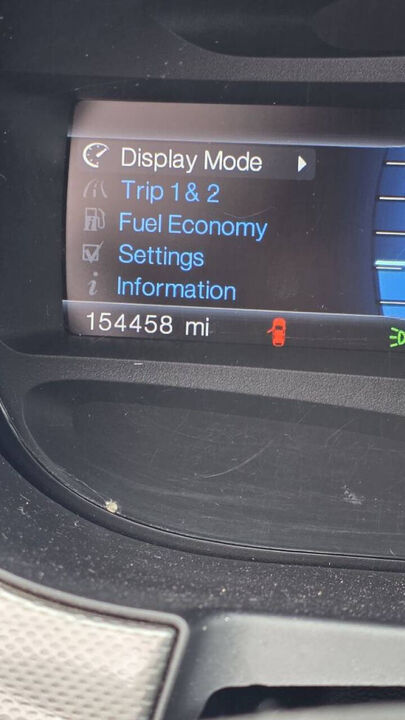 Display Mode
Trip 1 & 2
Fuel Economy
Settings
Information
154458 mi